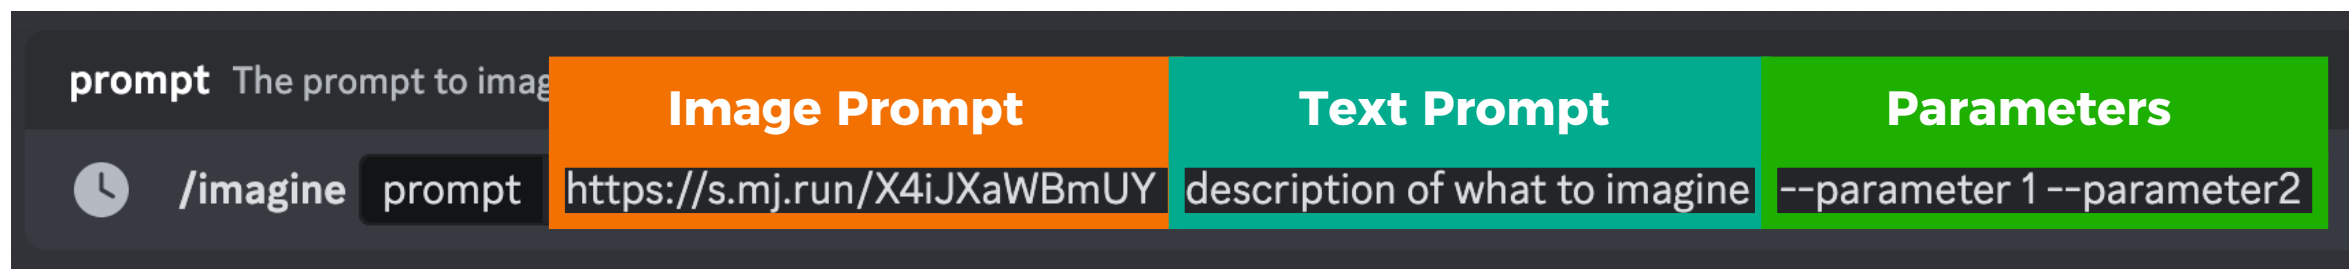 prompt The prompt to imag
Image Prompt Text Prompt Parameters
/imagine prompt https://s.mj.run/X4iJXaWBmUY description of what to imagine --parameter 1 --parameter2